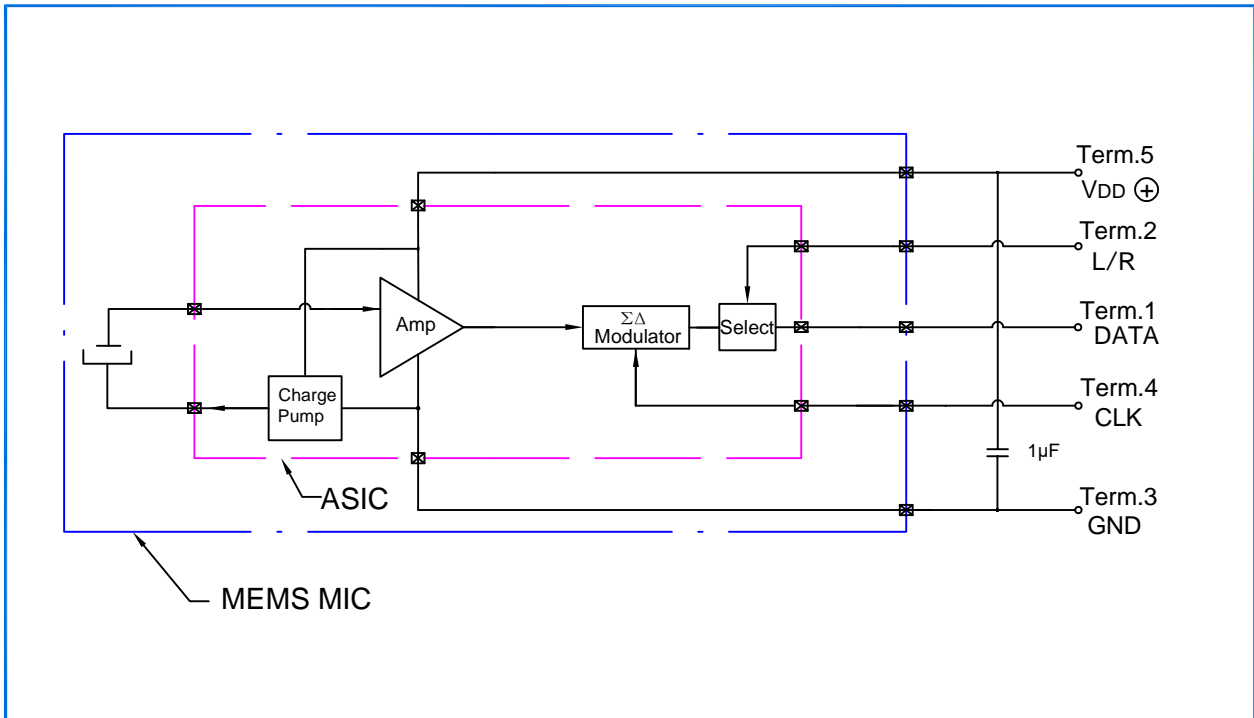 Term.5
VDD +
Term.2
L/R
Term.1
DATA
Term.4
CLK
Term.3
GND
1µF
Amp
ΣΔ
Modulator
Select
Charge
Pump
ASIC
MEMS MIC